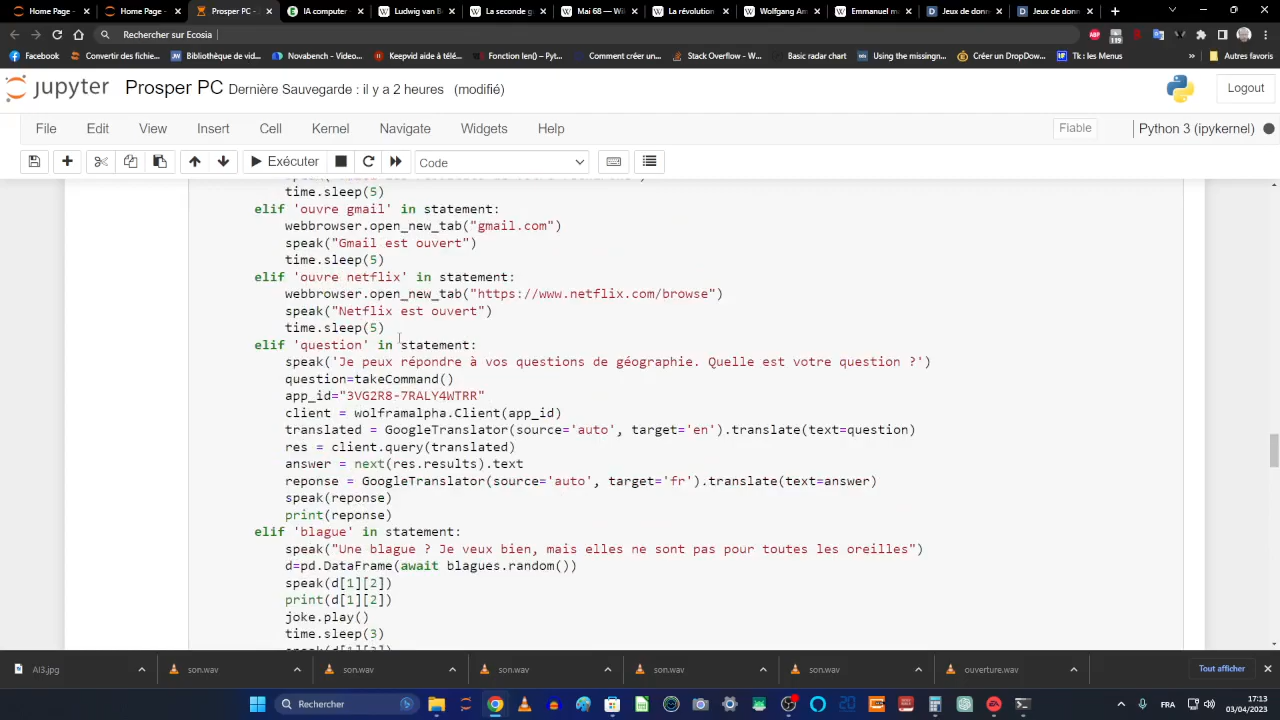 Home Page -
Home Page -
Prosper PC -
IA computer
Ludwig van B
La seconde g
Mai 68 — Wi
La révolution
Wolfgang Am
Emmanuel m
Jeux de donn
Jeux de donn
Rechercher sur Ecosia
Facebook
Convertir des fichie...
Bibliothèque de vid...
Novabench - Video...
Keepvid aide à télé...
Fonction len() – Pyt...
Comment créer un...
Stack Overflow - W...
Basic radar chart
Using the missingn...
Créer un DropDow...
Tk : les Menus
»
Autres favoris
jupyter
Prosper PC Dernière Sauvegarde : il y a 2 heures (modifié)
Logout
File Edit View Insert Cell Kernel Navigate Widgets Help
Fiable
Python 3 (ipykernel)
Exécuter
Code
time.sleep(5)
elif 'ouvre gmail' in statement:
webbrowser.open_new_tab("gmail.com")
speak("Gmail est ouvert")
time.sleep(5)
elif 'ouvre netflix' in statement:
webbrowser.open_new_tab("https://www.netflix.com/browse")
speak("Netflix est ouvert")
time.sleep(5)
elif 'question' in statement:
speak('Je peux répondre à vos questions de géographie. Quelle est votre question ?')
question=takeCommand()
app_id="3VG2R8-7RALY4WTRR"
client = wolframalpha.Client(app_id)
translated = GoogleTranslator(source='auto', target='en').translate(text=question)
res = client.query(translated)
answer = next(res.results).text
reponse = GoogleTranslator(source='auto', target='fr').translate(text=answer)
speak(reponse)
print(reponse)
elif 'blague' in statement:
speak("Une blague ? Je veux bien, mais elles ne sont pas pour toutes les oreilles")
d=pd.DataFrame(await blagues.random())
speak(d[1][2])
print(d[1][2])
joke.play()
time.sleep(3)
AI3.jpg
son.wav
son.wav
son.wav
son.wav
son.wav
ouverture.wav
Tout afficher
Rechercher
FRA
17:13
03/04/2023